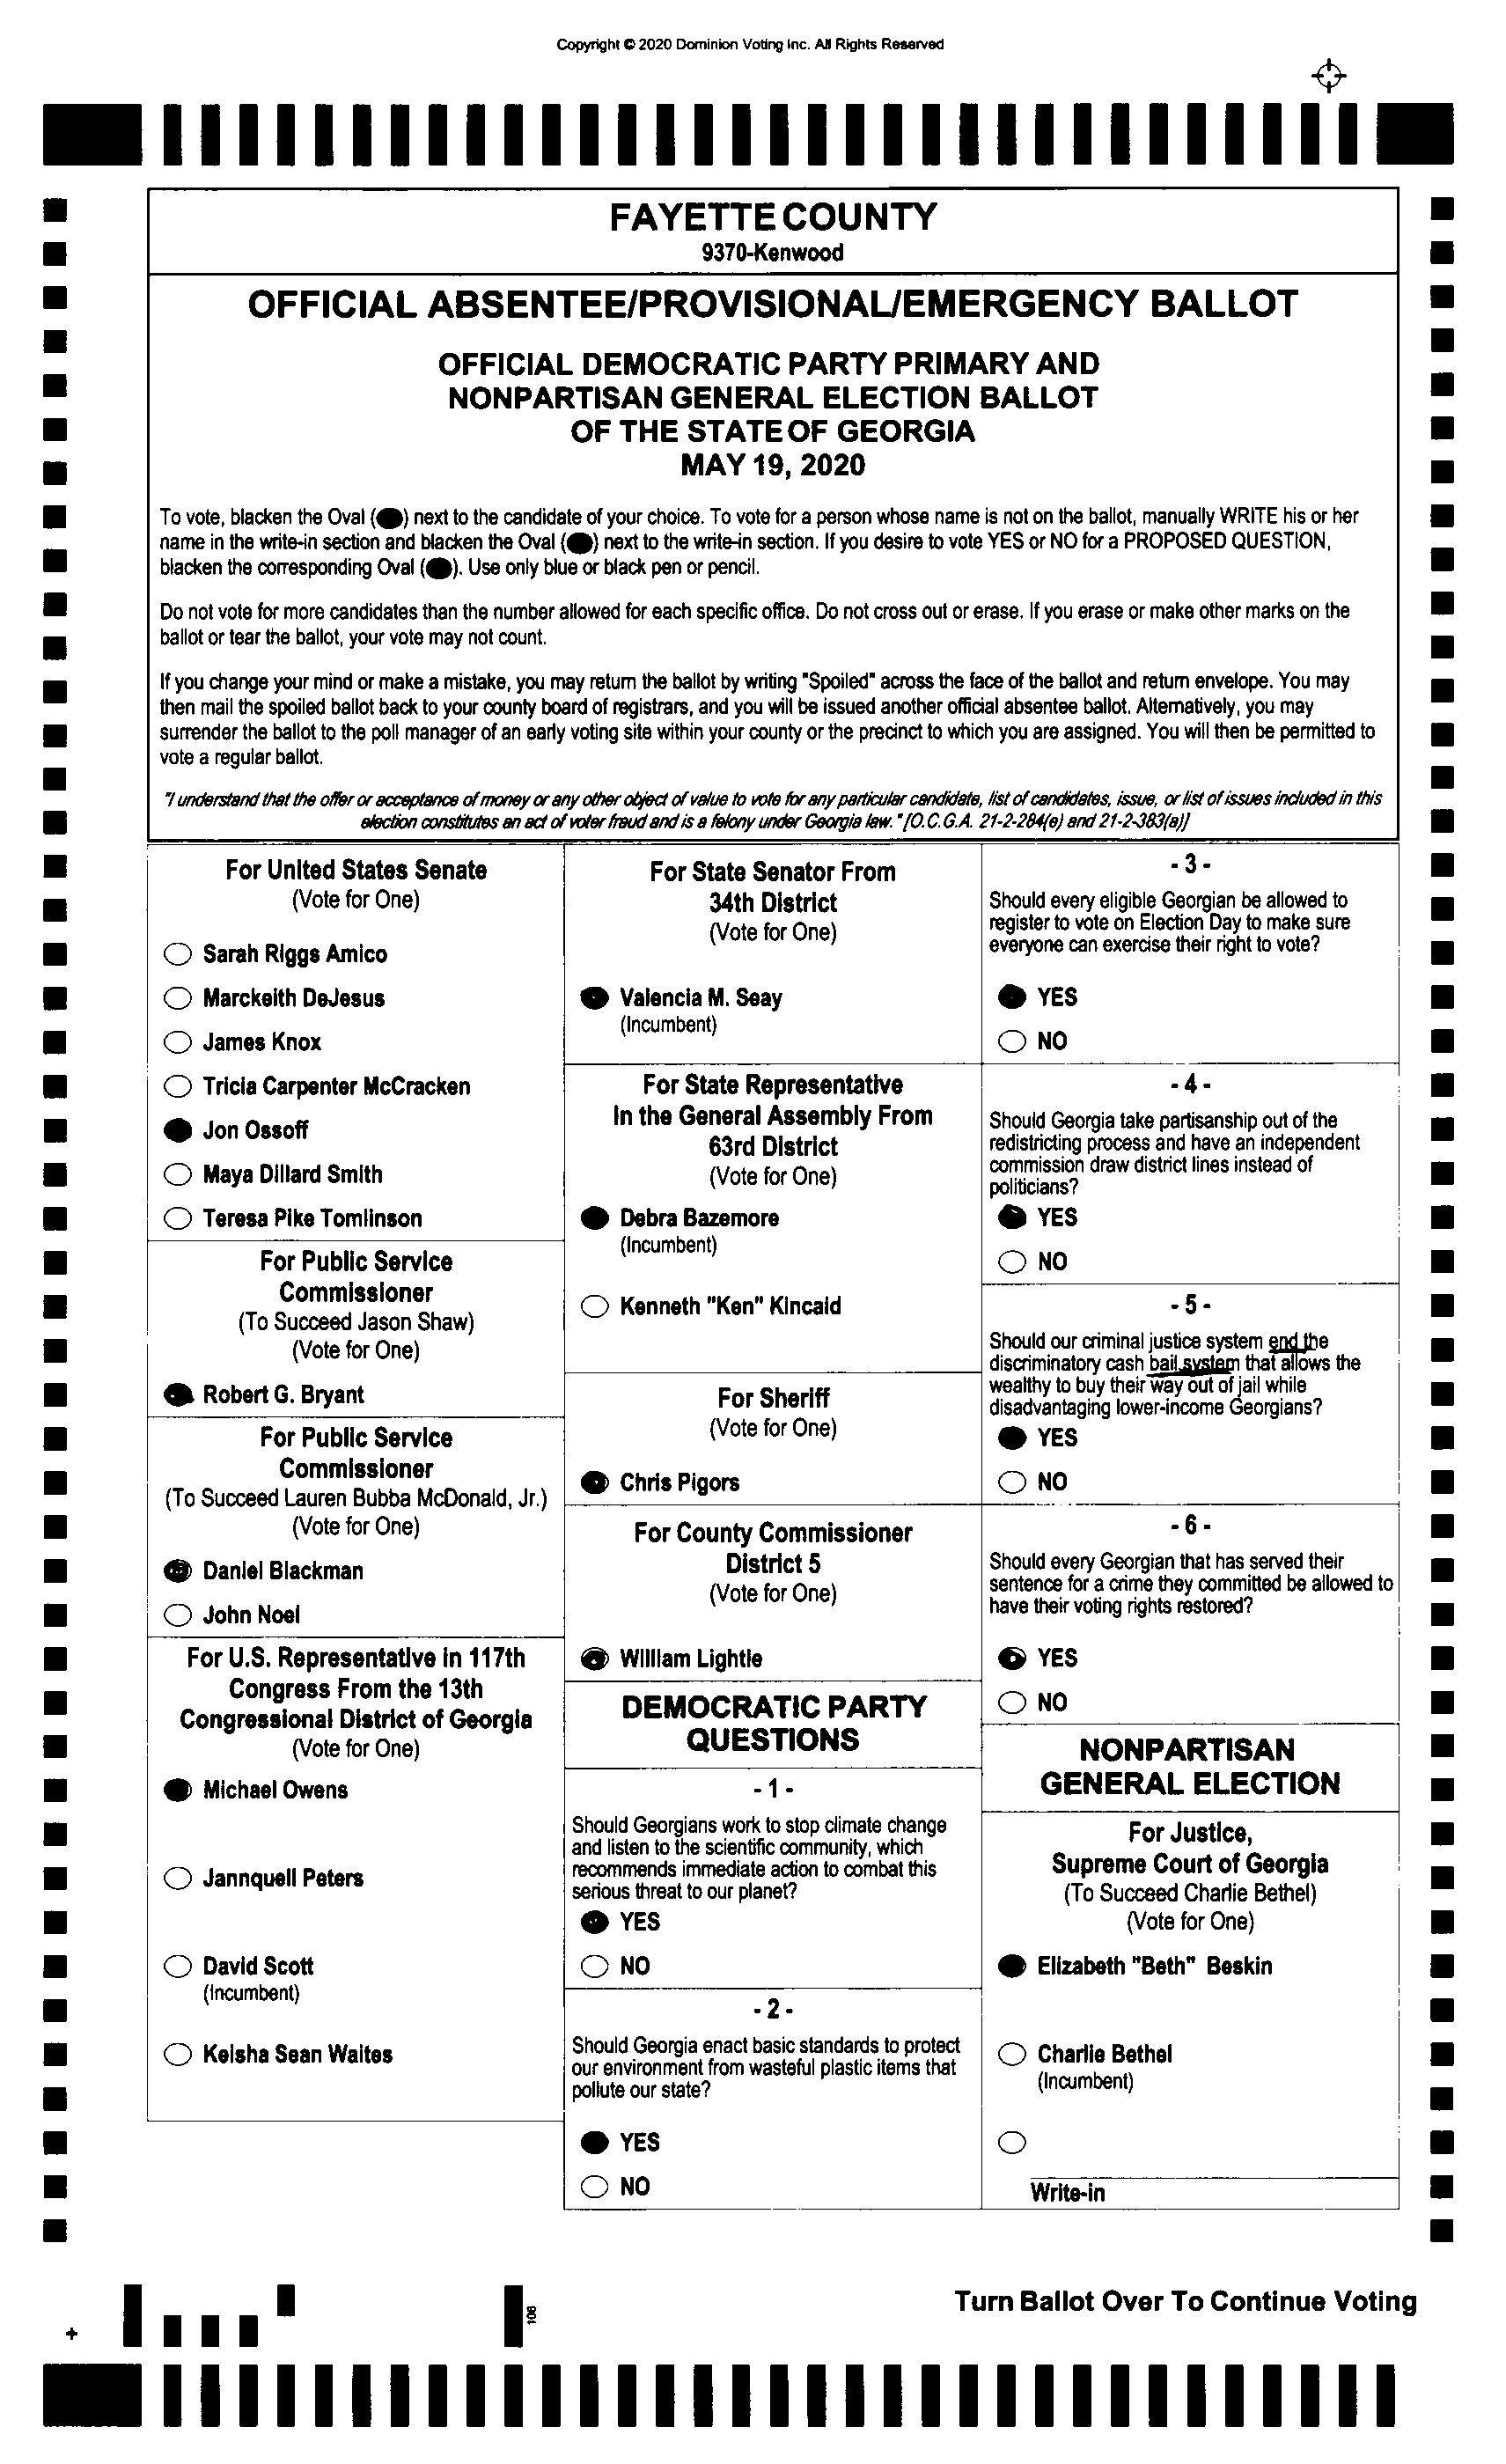 Copyright © 2020 Dominion Voting Inc. All Rights Reserved
FAYETTE COUNTY
9370-Kenwood
OFFICIAL ABSENTEE/PROVISIONAL/EMERGENCY BALLOT
OFFICIAL DEMOCRATIC PARTY PRIMARY AND
NONPARTISAN GENERAL ELECTION BALLOT
OF THE STATE OF GEORGIA
MAY 19, 2020
To vote, blacken the Oval (●) next to the candidate of your choice. To vote for a person whose name is not on the ballot, manually WRITE his or her
name in the write-in section and blacken the Oval (●) next to the write-in section. If you desire to vote YES or NO for a PROPOSED QUESTION,
blacken the corresponding Oval (●). Use only blue or black pen or pencil.
Do not vote for more candidates than the number allowed for each specific office. Do not cross out or erase. If you erase or make other marks on the
ballot or tear the ballot, your vote may not count.
If you change your mind or make a mistake, you may return the ballot by writing "Spoiled" across the face of the ballot and return envelope. You may
then mail the spoiled ballot back to your county board of registrars, and you will be issued another official absentee ballot. Alternatively, you may
surrender the ballot to the poll manager of an early voting site within your county or the precinct to which you are assigned. You will then be permitted to
vote a regular ballot.
"I understand that the offer or acceptance of money or any other object of value to vote for any particular candidate, list of candidates, issue, or list of issues included in this
election constitutes an act of voter fraud and is a felony under Georgia law." [O.C.G.A. 21-2-284(e) and 21-2-383(a)]
For United States Senate
(Vote for One)
Sarah Riggs Amico
Marckeith DeJesus
James Knox
Tricia Carpenter McCracken
Jon Ossoff
Maya Dillard Smith
Teresa Pike Tomlinson
For Public Service
Commissioner
(To Succeed Jason Shaw)
(Vote for One)
Robert G. Bryant
For Public Service
Commissioner
(To Succeed Lauren Bubba McDonald, Jr.)
(Vote for One)
Daniel Blackman
John Noel
For U.S. Representative in 117th
Congress From the 13th
Congressional District of Georgia
(Vote for One)
Michael Owens
Jannquell Peters
David Scott
(Incumbent)
Keisha Sean Waites
For State Senator From
34th District
(Vote for One)
Valencia M. Seay
(Incumbent)
For State Representative
In the General Assembly From
63rd District
(Vote for One)
Debra Bazemore
(Incumbent)
Kenneth "Ken" Kincaid
For Sheriff
(Vote for One)
Chris Pigors
For County Commissioner
District 5
(Vote for One)
William Lightle
DEMOCRATIC PARTY
QUESTIONS
- 1 -
Should Georgians work to stop climate change
and listen to the scientific community, which
recommends immediate action to combat this
serious threat to our planet?
YES
NO
- 2 -
Should Georgia enact basic standards to protect
our environment from wasteful plastic items that
pollute our state?
YES
NO
- 3 -
Should every eligible Georgian be allowed to
register to vote on Election Day to make sure
everyone can exercise their right to vote?
YES
NO
- 4 -
Should Georgia take partisanship out of the
redistricting process and have an independent
commission draw district lines instead of
politicians?
YES
NO
- 5 -
Should our criminal justice system end the
discriminatory cash bail system that allows the
wealthy to buy their way out of jail while
disadvantaging lower-income Georgians?
YES
NO
- 6 -
Should every Georgian that has served their
sentence for a crime they committed be allowed to
have their voting rights restored?
YES
NO
NONPARTISAN
GENERAL ELECTION
For Justice,
Supreme Court of Georgia
(To Succeed Charlie Bethel)
(Vote for One)
Elizabeth "Beth" Beskin
Charlie Bethel
(Incumbent)
Write-in
Turn Ballot Over To Continue Voting
106